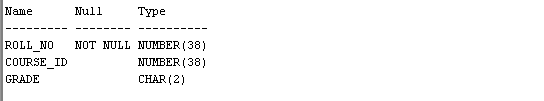 Name      Null     Type
--------- -------- ----------
ROLL_NO   NOT NULL NUMBER(38)
COURSE_ID          NUMBER(38)
GRADE              CHAR(2)